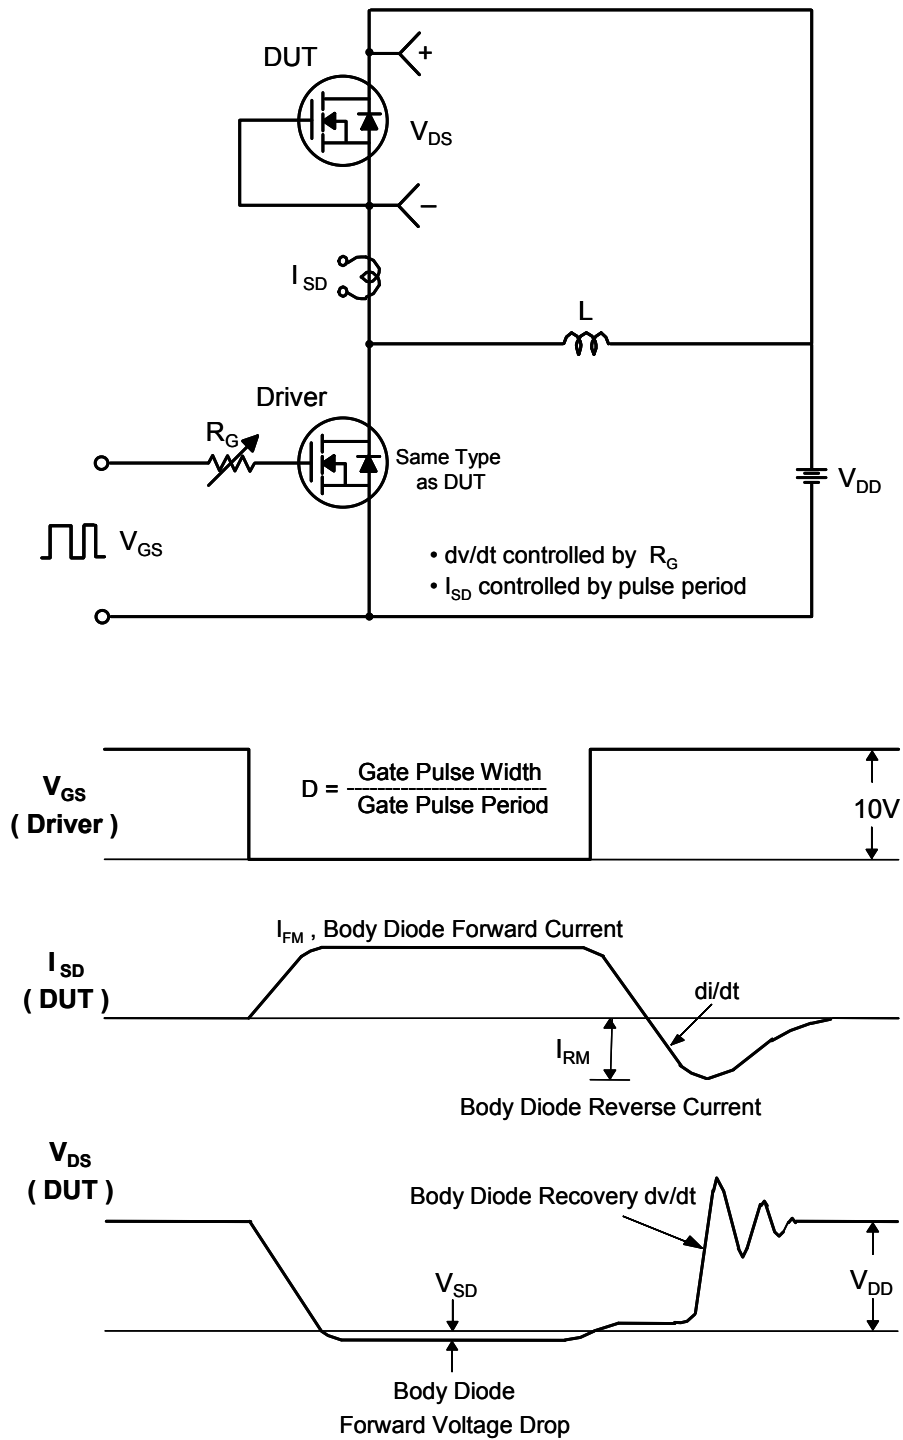 DUT
+
V_DS
−
I_SD
L
Driver
R_G
Same Type
as DUT
V_DD
V_GS
• dv/dt controlled by R_G
• I_SD controlled by pulse period
V_GS
( Driver )
D = Gate Pulse Width
Gate Pulse Period
10V
I_FM , Body Diode Forward Current
I_SD
( DUT )
di/dt
I_RM
Body Diode Reverse Current
V_DS
( DUT )
Body Diode Recovery dv/dt
V_SD
V_DD
Body Diode
Forward Voltage Drop